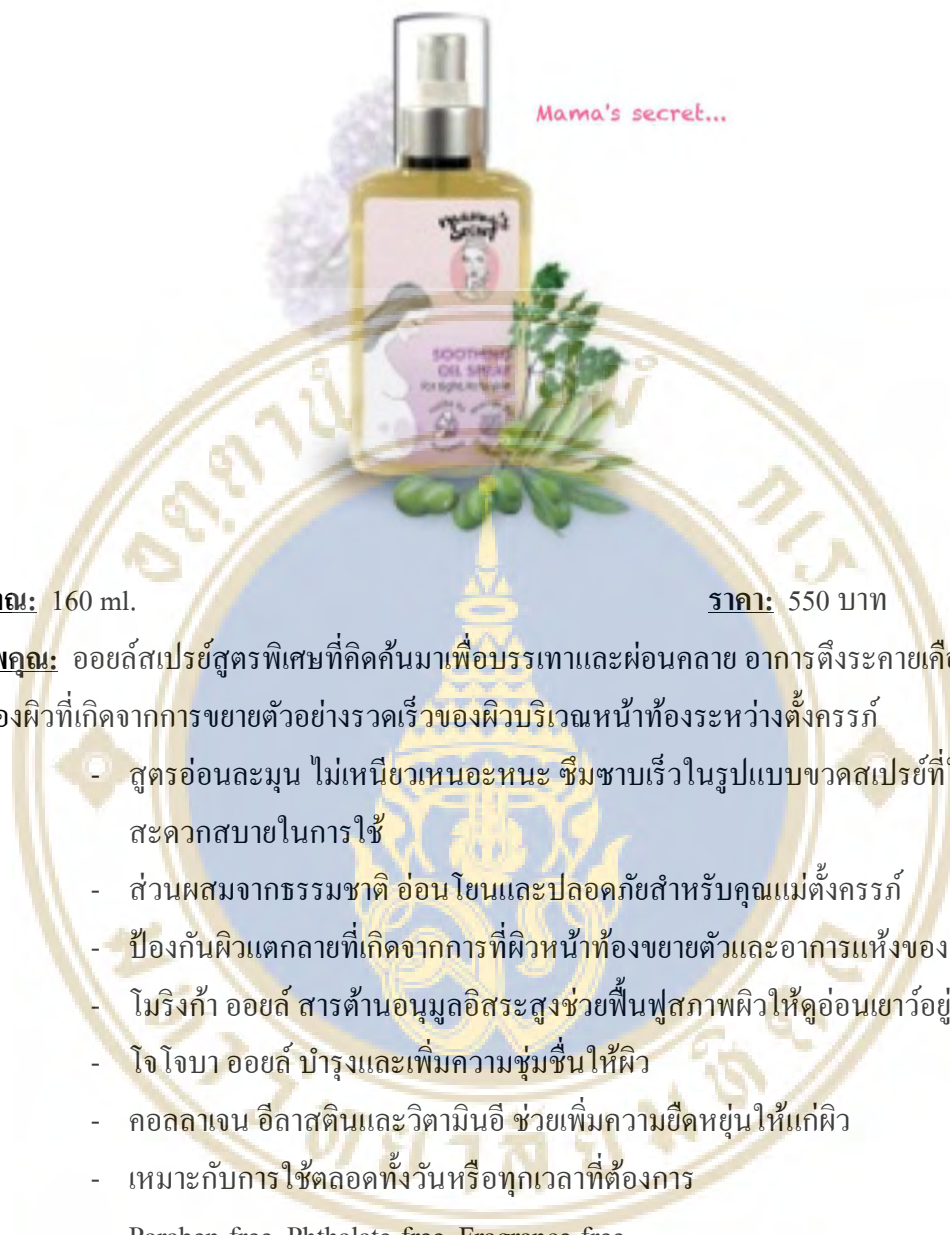 Mama's secret...
mama's
secret
SOOTHING
OIL SPRAY
for tight, itchy skin
ณ: 160 ml. ราคา: 550 บาท
คุณ: ออยล์สเปรย์สูตรพิเศษที่คิดค้นมาเพื่อบรรเทาและผ่อนคลาย อาการตึงระคายเคือ
องผิวที่เกิดจากการขยายตัวอย่างรวดเร็วของผิวบริเวณหน้าท้องระหว่างตั้งครรภ์
- สูตรอ่อนละมุน ไม่เหนียวเหนอะหนะ ซึมซาบเร็วในรูปแบบขวดสเปรย์ที่
สะดวกสบายในการใช้
- ส่วนผสมจากธรรมชาติ อ่อนโยนและปลอดภัยสำหรับคุณแม่ตั้งครรภ์
- ป้องกันผิวแตกลายที่เกิดจากการที่ผิวหน้าท้องขยายตัวและอาการแห้งของ
- โมริงก้า ออยล์ สารต้านอนุมูลอิสระสูงช่วยฟื้นฟูสภาพผิวให้ดูอ่อนเยาว์อยู่
- โจโจบา ออยล์ บำรุงและเพิ่มความชุ่มชื่นให้ผิว
- คอลลาเจน อีลาสตินและวิตามินอี ช่วยเพิ่มความยืดหยุ่นให้แก่ผิว
- เหมาะกับการใช้ตลอดทั้งวันหรือทุกเวลาที่ต้องการ
Paraben free, Phthalate free, Fragrance free